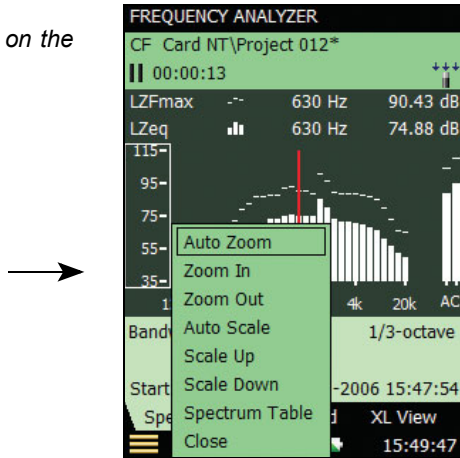 on the
FREQUENCY ANALYZER
CF Card NT\Project 012*
00:00:13
LZFmax 630 Hz 90.43 dB
LZeq 630 Hz 74.88 dB
115
95
75
55
35
4k 20k AC
Auto Zoom
Zoom In
Zoom Out
Auto Scale
Scale Up
Scale Down
Spectrum Table
Close
1/3-octave
Start -2006 15:47:54
XL View
15:49:47